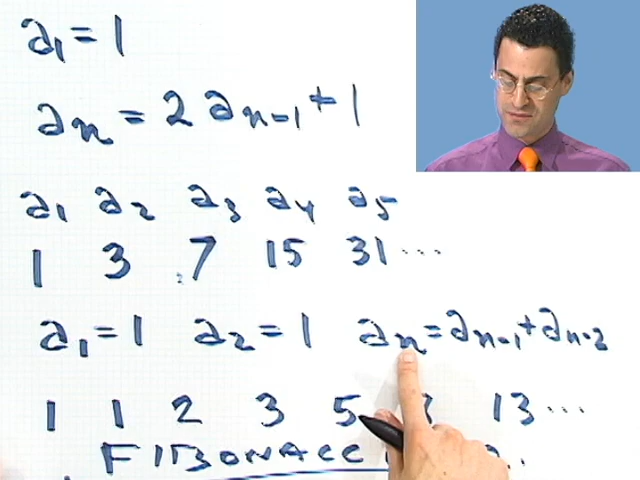 a₁ = 1
aₙ = 2aₙ₋₁ + 1
a₁ a₂ a₃ a₄ a₅
1 3 7 15 31 ...
a₁ = 1 a₂ = 1 aₙ = aₙ₋₁ + aₙ₋₂
1 1 2 3 5 13 ...